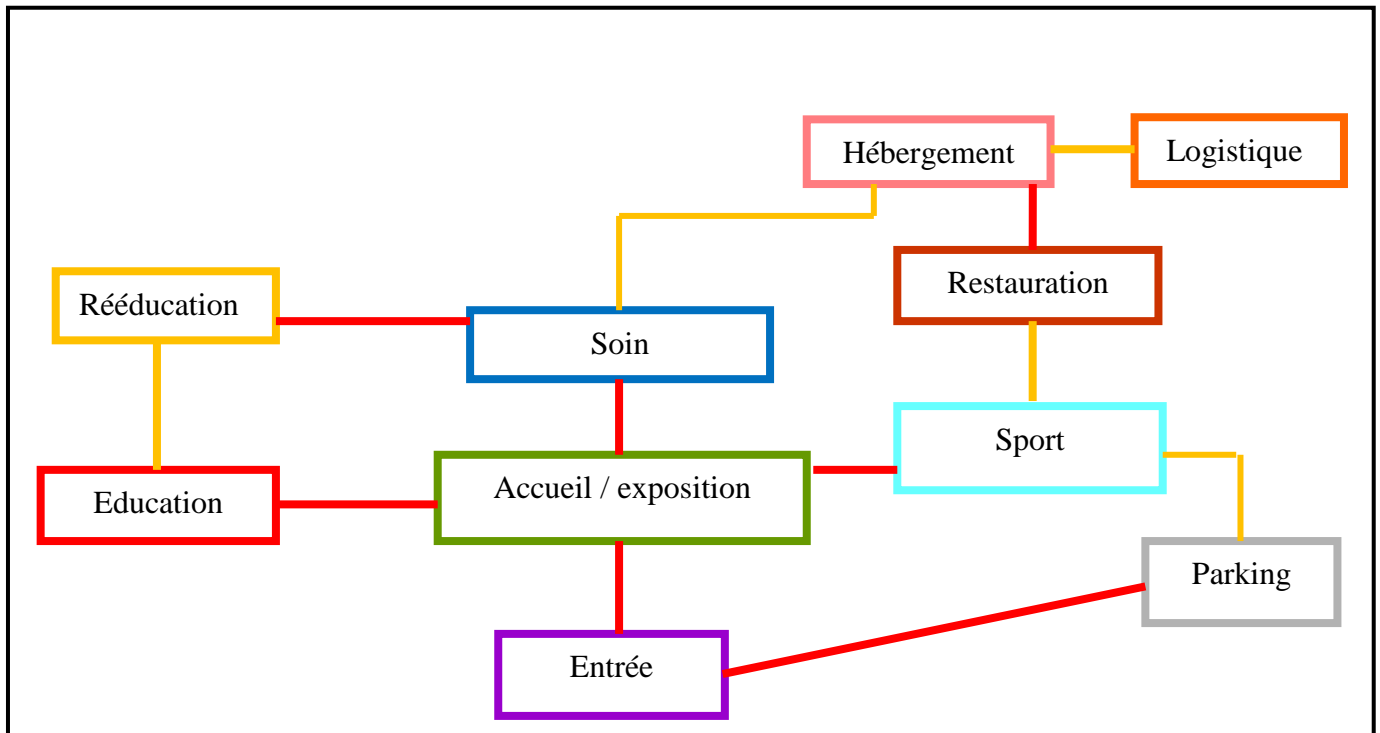 Hébergement
Logistique
Restauration
Rééducation
Soin
Sport
Accueil / exposition
Education
Parking
Entrée